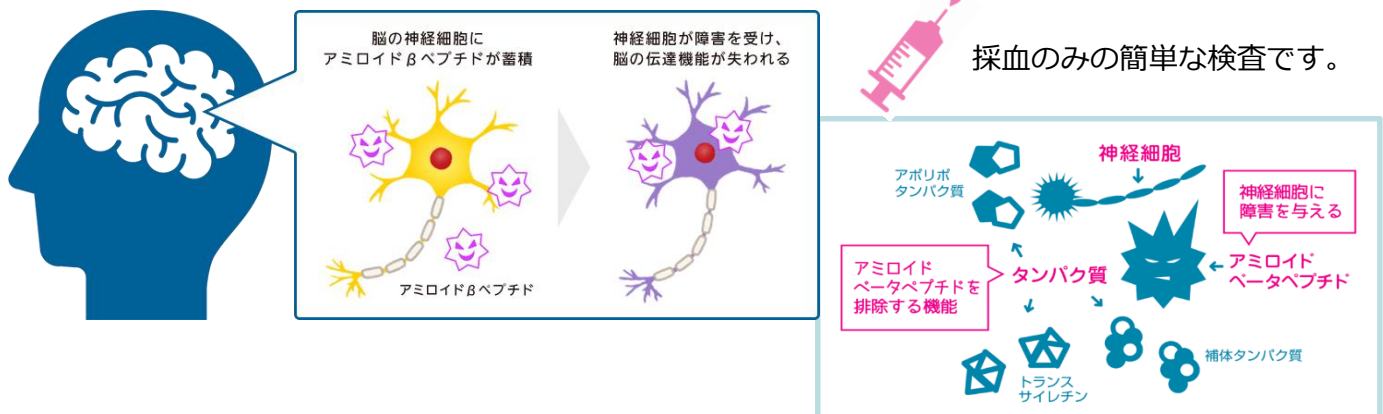 脳の神経細胞に
アミロイドβペプチドが蓄積
神経細胞が障害を受け、
脳の伝達機能が失われる
アミロイドβペプチド
採血のみの簡単な検査です。
アポリポ
タンパク質
神経細胞
神経細胞に
障害を与える
アミロイド
ベータペプチドを
排除する機能
タンパク質
アミロイド
ベータペプチド
トランス
サイレチン
補体タンパク質